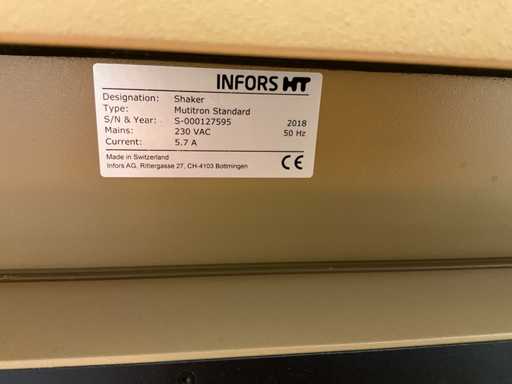 INFORS HT
Designation: Shaker
Type: Mutitron Standard
S/N & Year: S-000127595 2018
Mains: 230 VAC 50 Hz
Current: 5.7 A
Made in Switzerland
Infors AG, Rittergasse 27, CH-4103 Bottmingen
CE